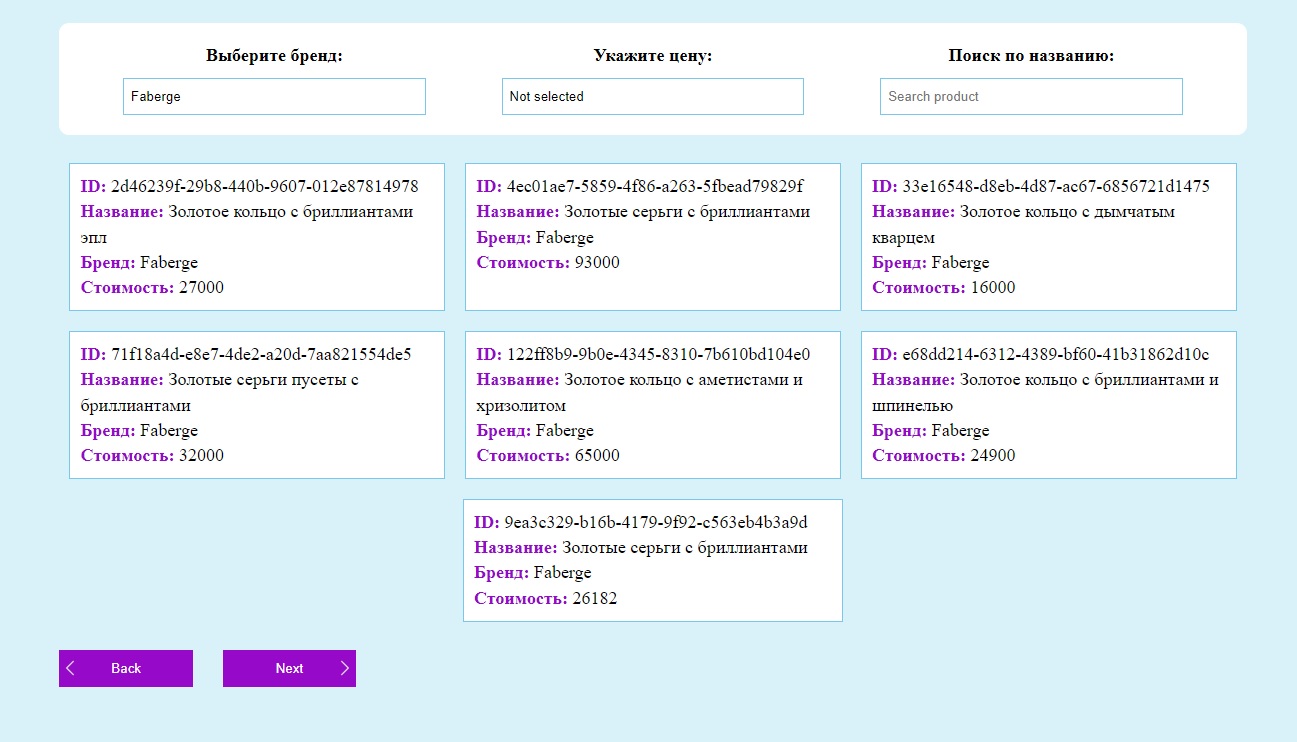 Выберите бренд:
Укажите цену:
Поиск по названию:
Faberge
Not selected
Search product
ID: 2d46239f-29b8-440b-9607-012e87814978
Название: Золотое кольцо с бриллиантами
эпл
Бренд: Faberge
Стоимость: 27000
ID: 4ec01ae7-5859-4f86-a263-5fbead79829f
Название: Золотые серьги с бриллиантами
Бренд: Faberge
Стоимость: 93000
ID: 33e16548-d8eb-4d87-ac67-6856721d1475
Название: Золотое кольцо с дымчатым
кварцем
Бренд: Faberge
Стоимость: 16000
ID: 71f18a4d-e8e7-4de2-a20d-7aa821554de5
Название: Золотые серьги пусеты с
бриллиантами
Бренд: Faberge
Стоимость: 32000
ID: 122ff8b9-9b0e-4345-8310-7b610bd104e0
Название: Золотое кольцо с аметистами и
хризолитом
Бренд: Faberge
Стоимость: 65000
ID: e68dd214-6312-4389-bf60-41b31862d10c
Название: Золотое кольцо с бриллиантами и
шпинелью
Бренд: Faberge
Стоимость: 24900
ID: 9ea3c329-b16b-4179-9f92-c563eb4b3a9d
Название: Золотые серьги с бриллиантами
Бренд: Faberge
Стоимость: 26182
Back
Next